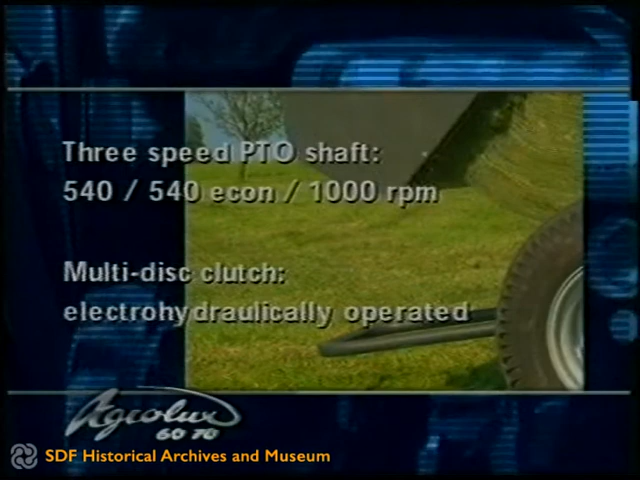 Three speed PTO shaft:
540 / 540 econ / 1000 rpm
Multi-disc clutch:
electrohydraulically operated
Agrolux
60 70
SDF Historical Archives and Museum